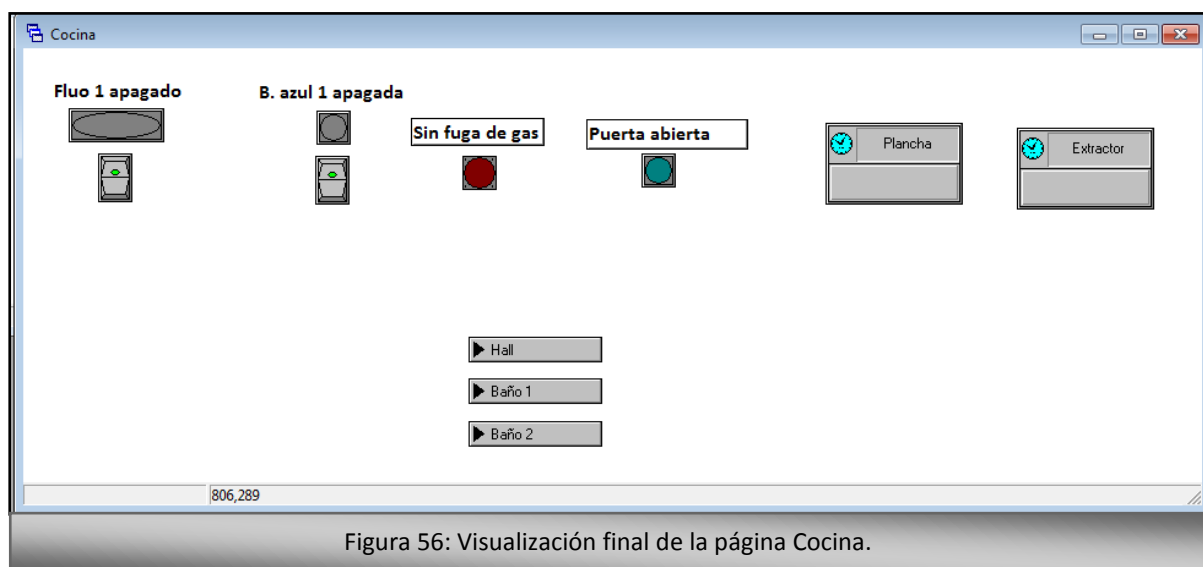 Cocina
Fluo 1 apagado
B. azul 1 apagada
Sin fuga de gas
Puerta abierta
Plancha
Extractor
Hall
Baño 1
Baño 2
806,289
Figura 56: Visualización final de la página Cocina.